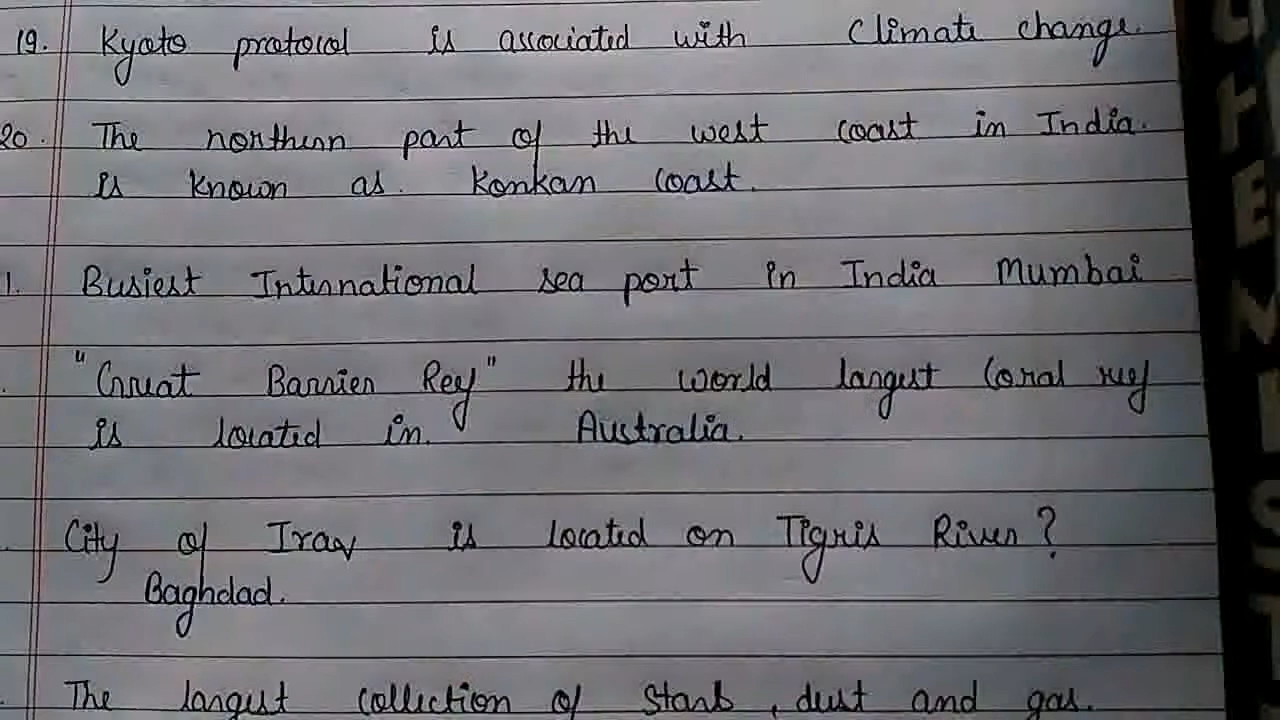 19. Kyoto protocol is associated with Climate change.
20. The northern part of the west coast in India.
is known as. Konkan coast.
1. Busiest International sea port in India Mumbai
. "Great Barrier Reef" the world largest Coral reef
is located in. Australia.
. City of Iraq is located on Tigris River?
Baghdad.
. The largest collection of stars, dust and gas.